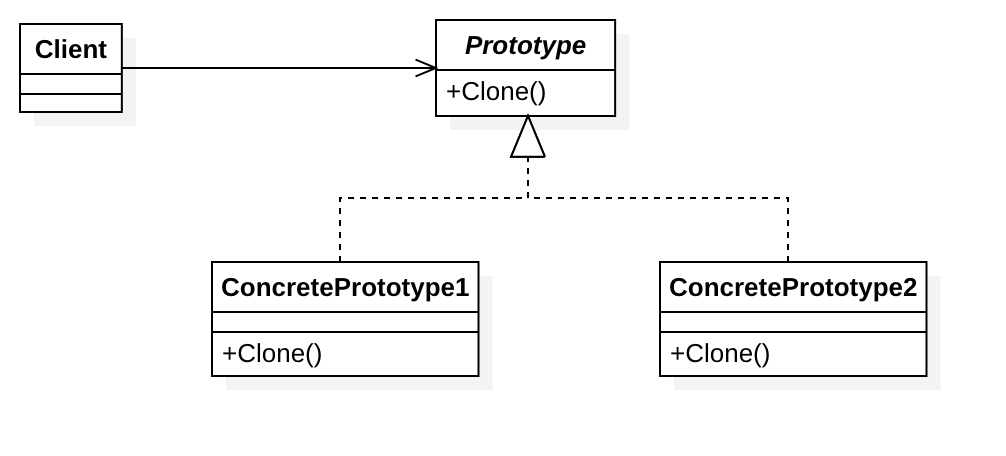 Client
Prototype
+Clone()
ConcretePrototype1
+Clone()
ConcretePrototype2
+Clone()